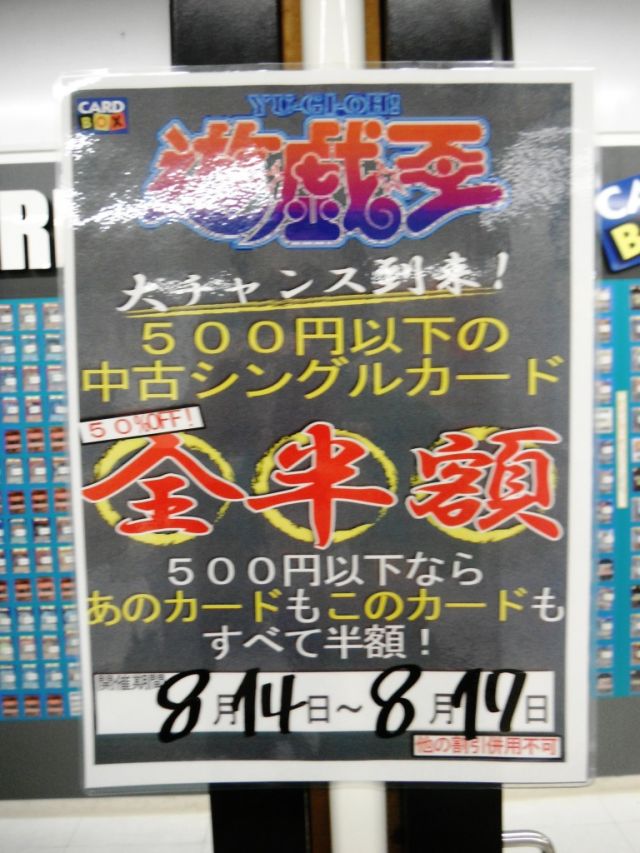 CARD
BOX
YU-GI-OH!
遊戯王
大チャンス到来!
500円以下の
中古シングルカード
50%OFF!
全半額
500円以下なら
あのカードもこのカードも
すべて半額!
開催期間
8月14日~8月17日
他の割引併用不可